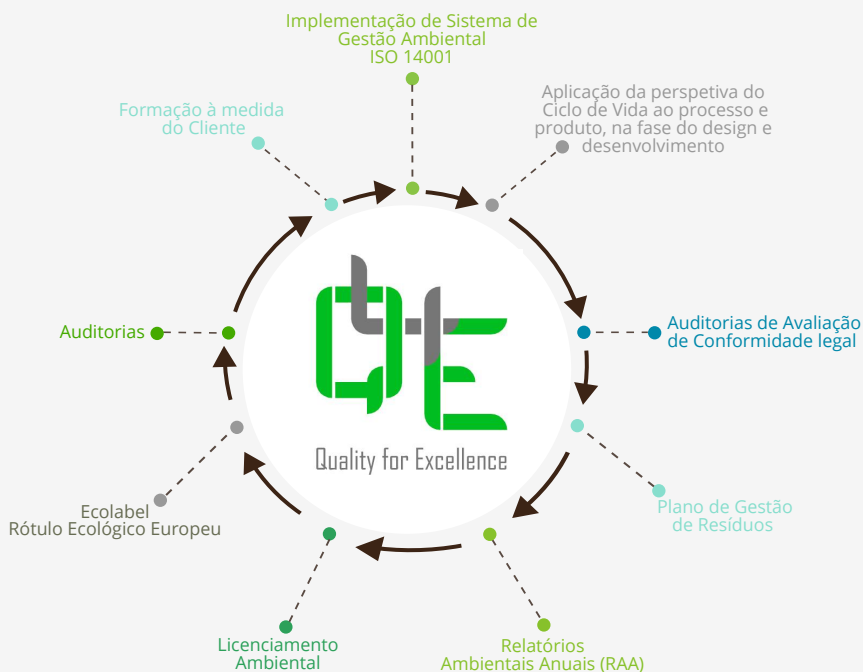 Implementação de Sistema de
Gestão Ambiental
ISO 14001
Aplicação da perspetiva do
Ciclo de Vida ao processo e
produto, na fase do design e
desenvolvimento
Auditorias de Avaliação
de Conformidade legal
Plano de Gestão
de Resíduos
Relatórios
Ambientais Anuais (RAA)
Licenciamento
Ambiental
Ecolabel
Rótulo Ecológico Europeu
Auditorias
Formação à medida
do Cliente
Q4E
Quality for Excellence